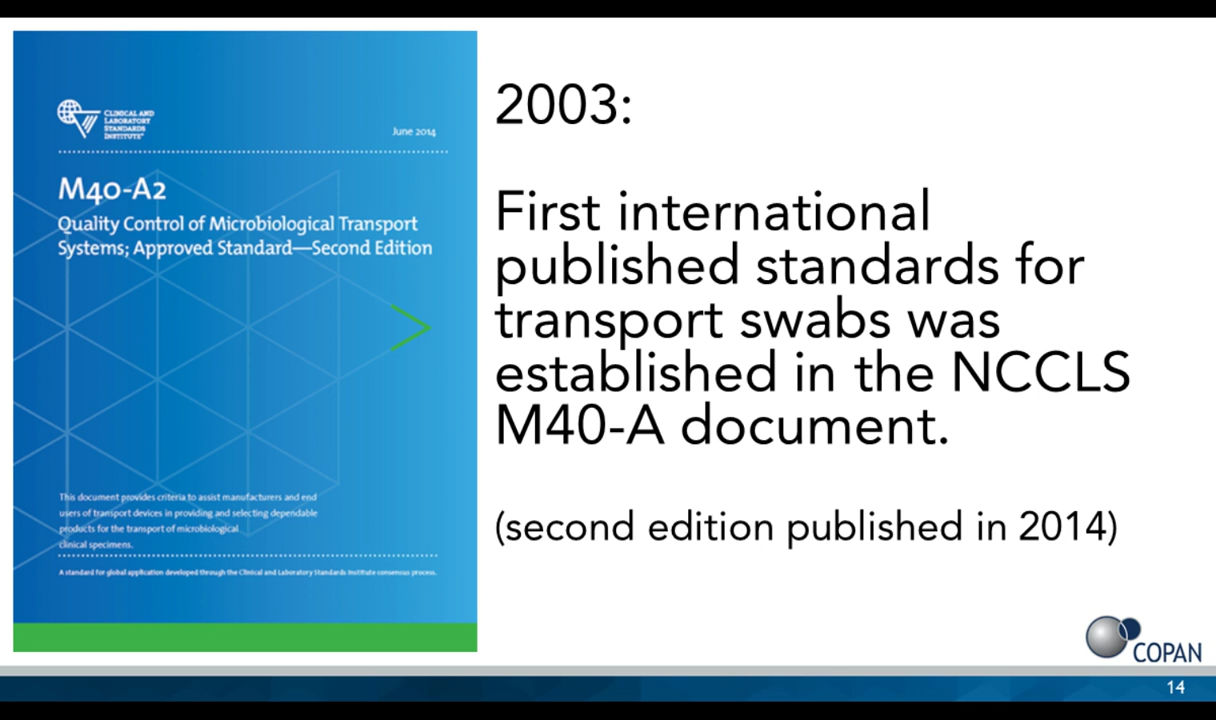 CLINICAL AND
LABORATORY
STANDARDS
INSTITUTE®
June 2014
M40-A2
Quality Control of Microbiological Transport
Systems; Approved Standard—Second Edition
This document provides criteria to assist manufacturers and end
users of transport devices in providing and selecting dependable
products for the transport of microbiological
clinical specimens.
A standard for global application developed through the Clinical and Laboratory Standards Institute consensus process.
2003:
First international
published standards for
transport swabs was
established in the NCCLS
M40-A document.
(second edition published in 2014)
COPAN
14